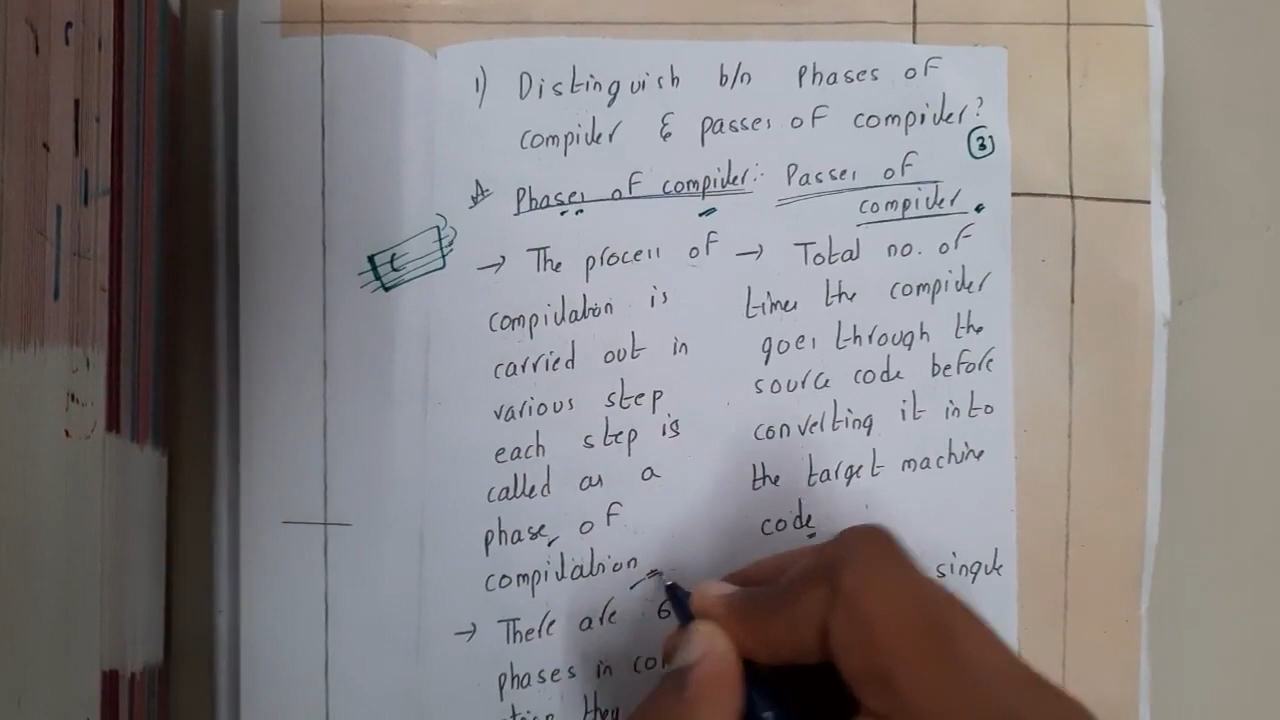 1) Distinguish b/n Phases of
compiler & passes of compiler?
3
A Phases of compiler:-
→ The process of
compilation is
carried out in
various step
each step is
called as a
phase of
compilation
→ There are 6
phases in
they
Passes of
compiler
→ Total no. of
times the compiler
goes through the
source code before
converting it into
the target machine
code
single
C